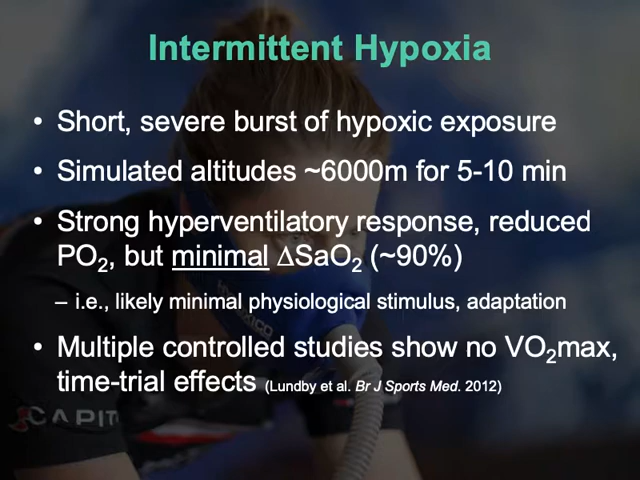 Intermittent Hypoxia
• Short, severe burst of hypoxic exposure
• Simulated altitudes ~6000m for 5-10 min
• Strong hyperventilatory response, reduced
PO₂, but minimal ΔSaO₂ (~90%)
– i.e., likely minimal physiological stimulus, adaptation
• Multiple controlled studies show no VO₂max,
time-trial effects (Lundby et al. Br J Sports Med. 2012)
CAPIT